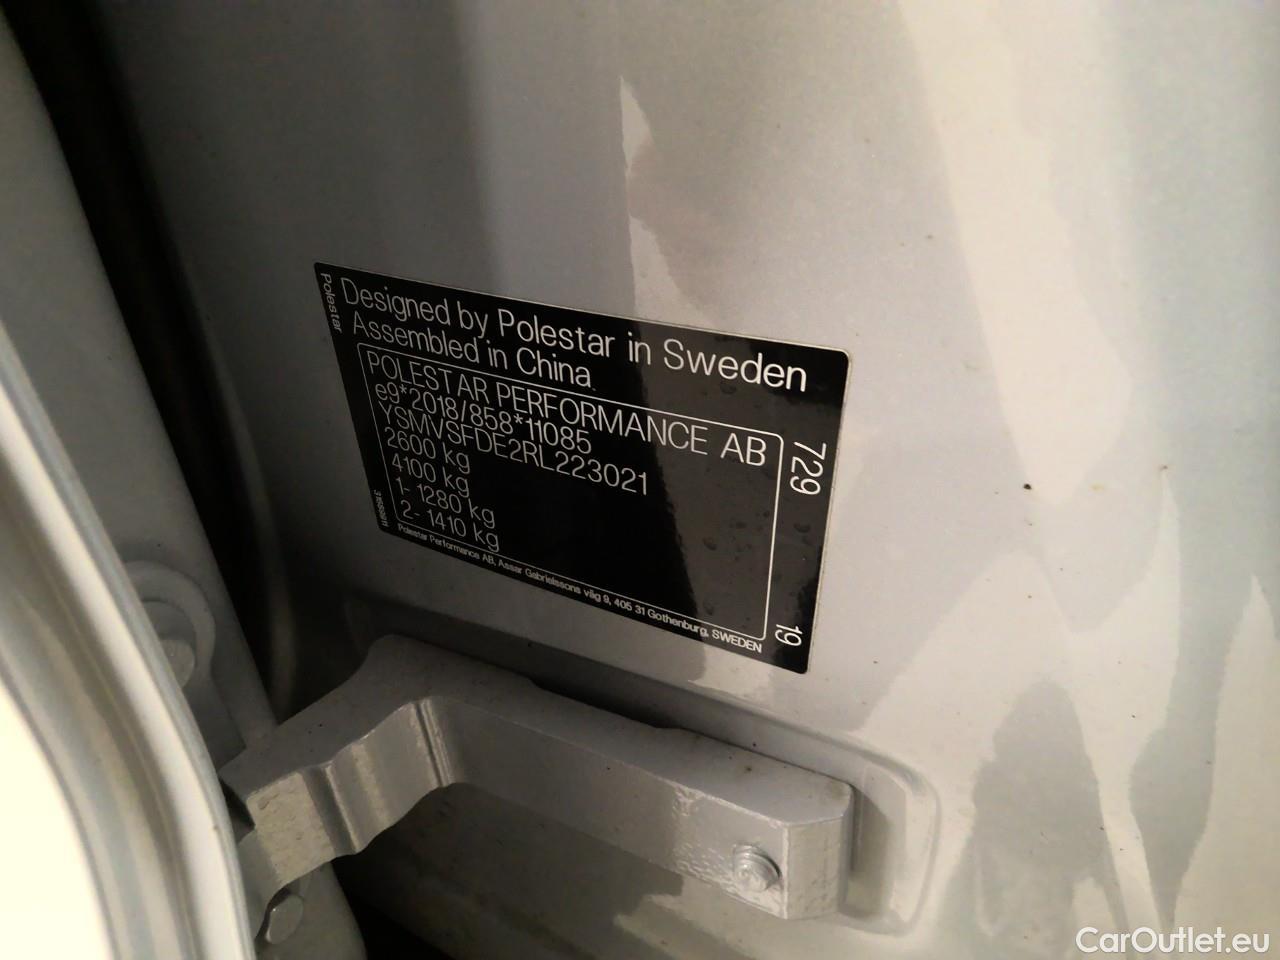 Polestar
Designed by Polestar in Sweden
Assembled in China
POLESTAR PERFORMANCE AB
e9*2018/858*11085
YSMVSFDE2RL223021
2600 kg
4100 kg
1- 1280 kg
2- 1410 kg
729
19
Polestar Performance AB, Assar Gabrielssons väg 9, 405 31 Gothenburg, SWEDEN
CarOutlet.eu